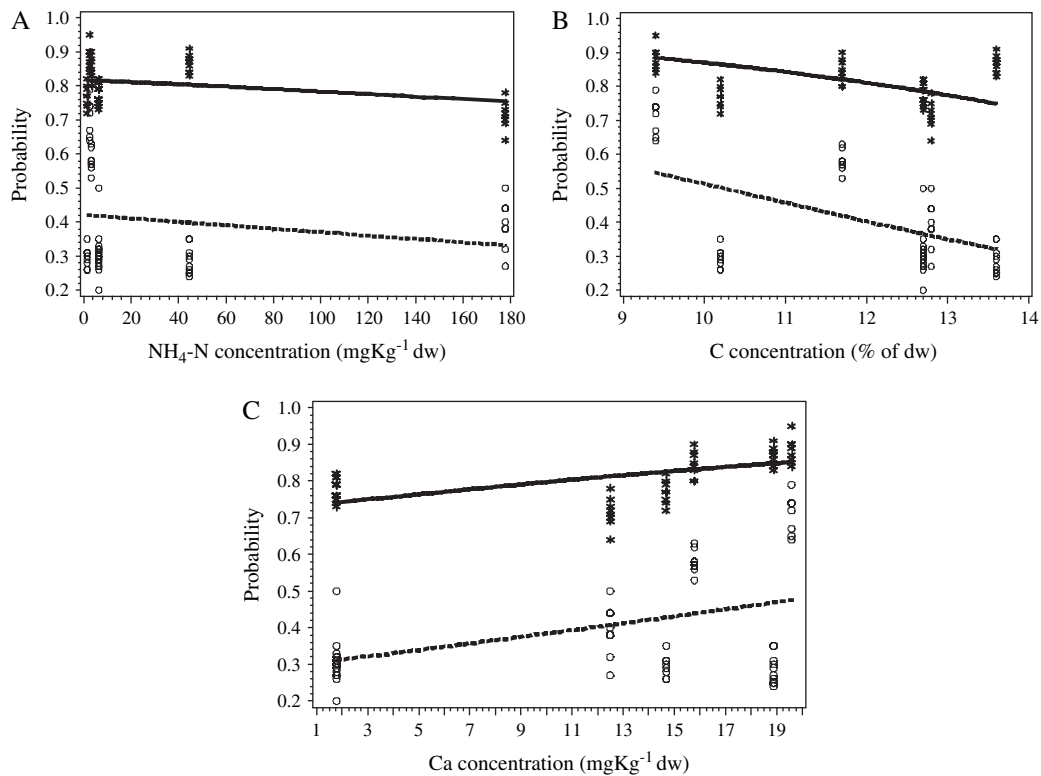 A
1.0
0.9
0.8
0.7
0.6
0.5
0.4
0.3
0.2
Probability
0 20 40 60 80 100 120 140 160 180
NH4-N concentration (mgKg-1 dw)
B
1.0
0.9
0.8
0.7
0.6
0.5
0.4
0.3
0.2
Probability
9 10 11 12 13 14
C concentration (% of dw)
C
1.0
0.9
0.8
0.7
0.6
0.5
0.4
0.3
0.2
Probability
1 3 5 7 9 11 13 15 17 19
Ca concentration (mgKg-1 dw)